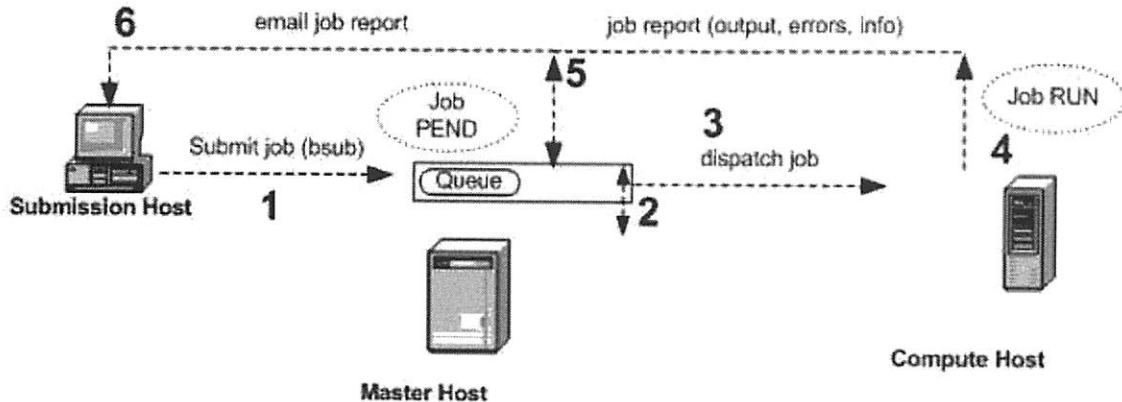 6
email job report
job report (output, errors, info)
5
Job
PEND
Job RUN
3
Submit job (bsub)
dispatch job
4
Queue
1
2
Submission Host
Compute Host
Master Host